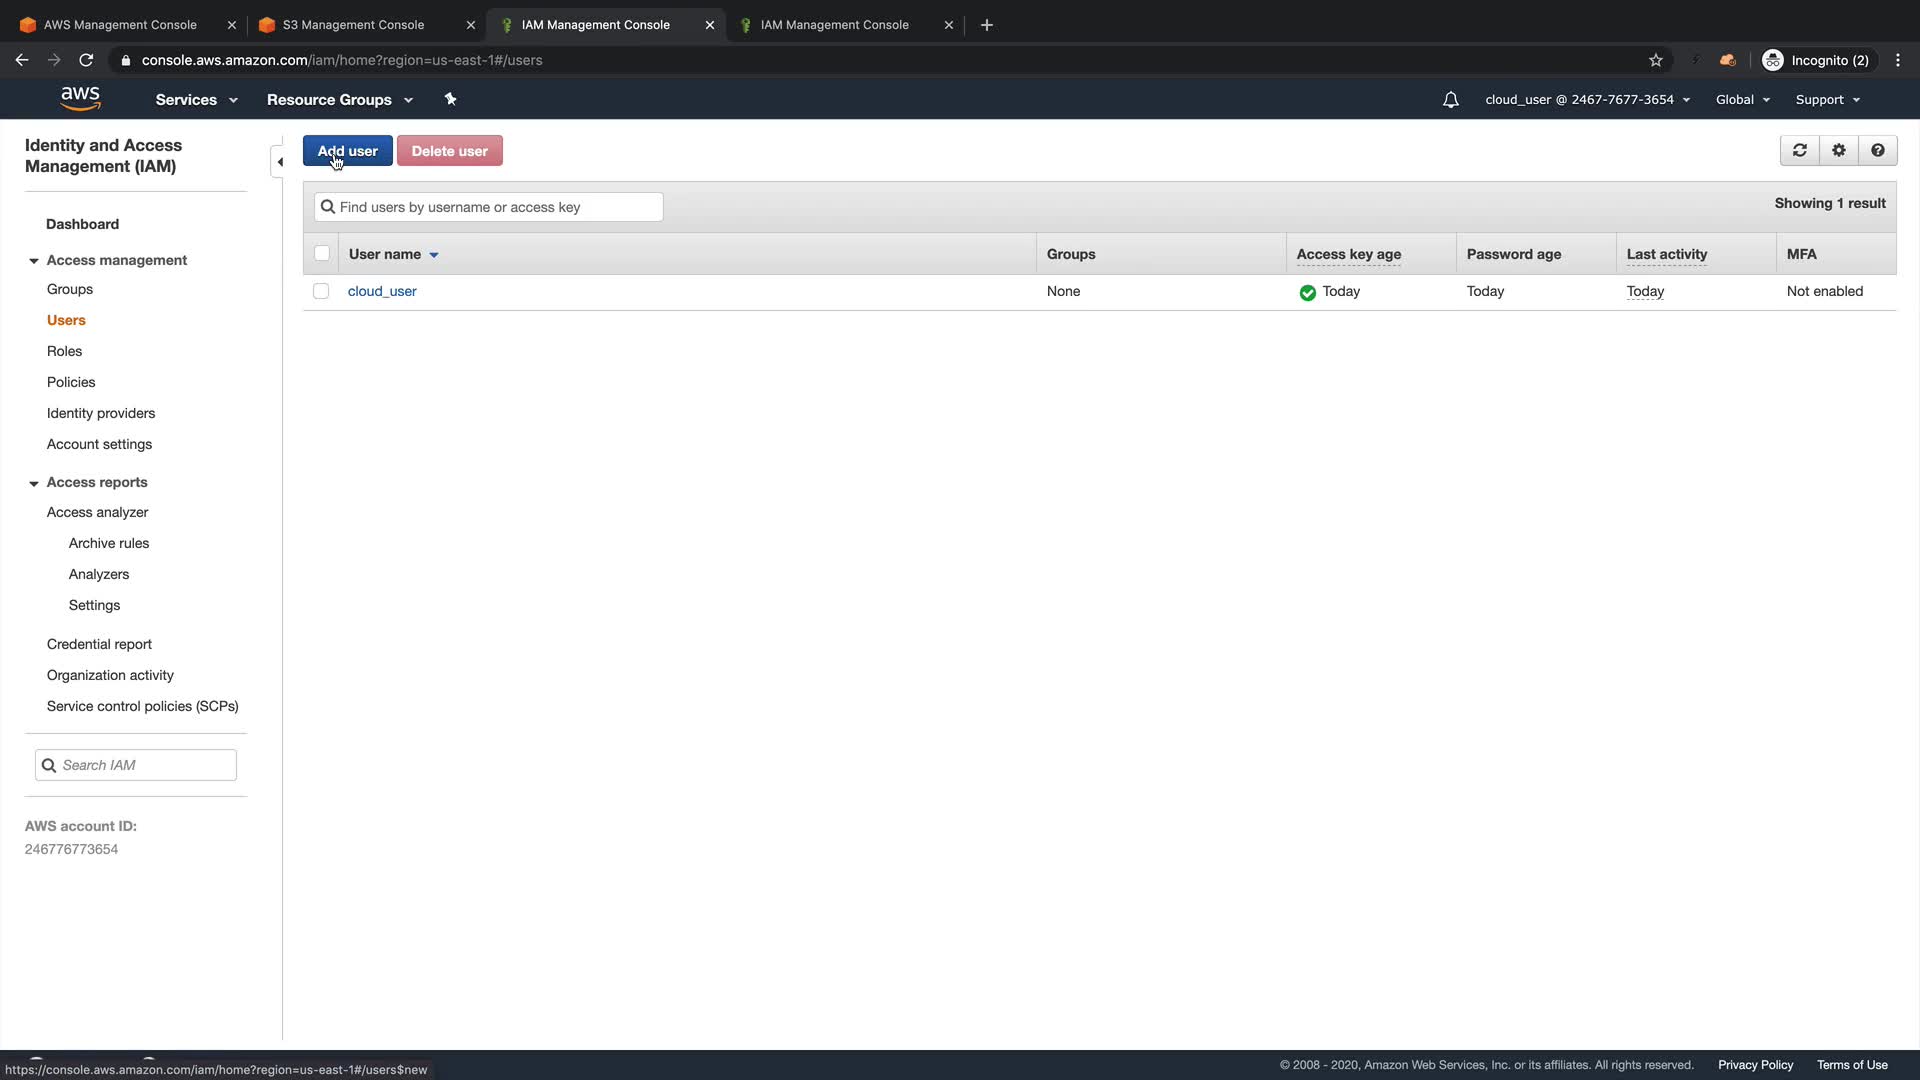 AWS Management Console
S3 Management Console
IAM Management Console
IAM Management Console
console.aws.amazon.com/iam/home?region=us-east-1#/users
Incognito (2)
aws
Services
Resource Groups
cloud_user @ 2467-7677-3654
Global
Support
Identity and Access
Management (IAM)
Dashboard
Access management
Groups
Users
Roles
Policies
Identity providers
Account settings
Access reports
Access analyzer
Archive rules
Analyzers
Settings
Credential report
Organization activity
Service control policies (SCPs)
Search IAM
AWS account ID:
246776773654
Add user
Delete user
Find users by username or access key
Showing 1 result
User name
Groups
Access key age
Password age
Last activity
MFA
cloud_user
None
Today
Today
Today
Not enabled
https://console.aws.amazon.com/iam/home?region=us-east-1#/users$new
© 2008 - 2020, Amazon Web Services, Inc. or its affiliates. All rights reserved.
Privacy Policy
Terms of Use